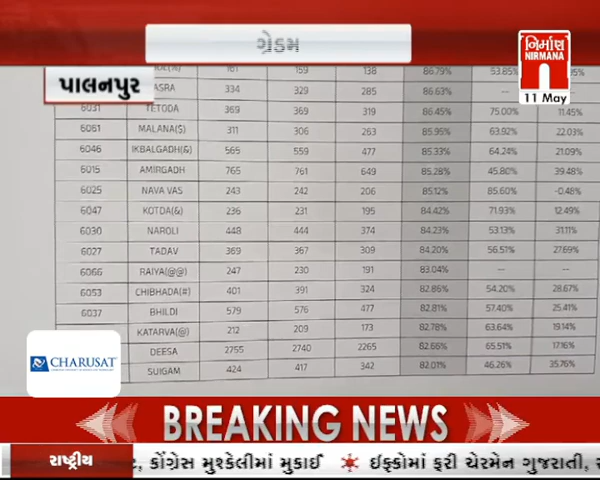 ગ્રેડમ
નિર્માણ
NIRMANA
11 May
પાલનપુર
161 159 138 86.79% 53.85%
334 329 285 86.63% -- --
6031 TETODA 369 369 319 86.45% 75.00% 11.45%
6061 MALANA($) 311 306 263 85.95% 63.92% 22.03%
6046 IKBALGADH(&) 565 559 477 85.33% 64.24% 21.09%
6015 AMIRGADH 765 761 649 85.28% 45.80% 39.48%
6025 NAVA VAS 243 242 206 85.12% 85.60% -0.48%
6047 KOTDA(&) 236 231 195 84.42% 71.93% 12.49%
6030 NAROLI 448 444 374 84.23% 53.13% 31.11%
6027 TADAV 369 367 309 84.20% 56.51% 27.69%
6066 RAIYA(@@) 247 230 191 83.04% -- --
6053 CHIBHADA(#) 401 391 324 82.86% 54.20% 28.67%
6037 BHILDI 579 576 477 82.81% 57.40% 25.41%
KATARVA(@) 212 209 173 82.78% 63.64% 19.14%
DEESA 2755 2740 2265 82.66% 65.51% 17.16%
SUIGAM 424 417 342 82.01% 46.26% 35.76%
CHARUSAT
BREAKING NEWS
રાષ્ટ્રીય કોંગ્રેસ મુશ્કેલીમાં મુકાઈ ઇફ્કોમાં ફરી ચેરમેન ગુજરાતી,